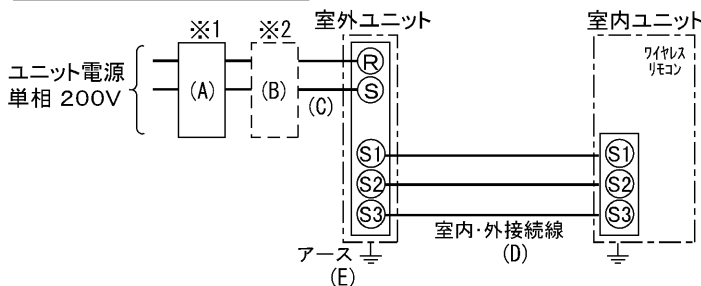 室外ユニット
室内ユニット
※1
※2
ワイヤレス
リモコン
ユニット電源
単相 200V
(A)
(B)
(C)
R
S
S1
S2
S3
S1
S2
S3
室内・外接続線
(D)
アース
(E)